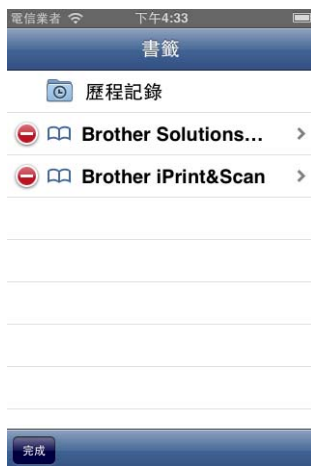 電信業者 下午4:33
書籤
歷程記錄
Brother Solutions...
Brother iPrint&Scan
完成